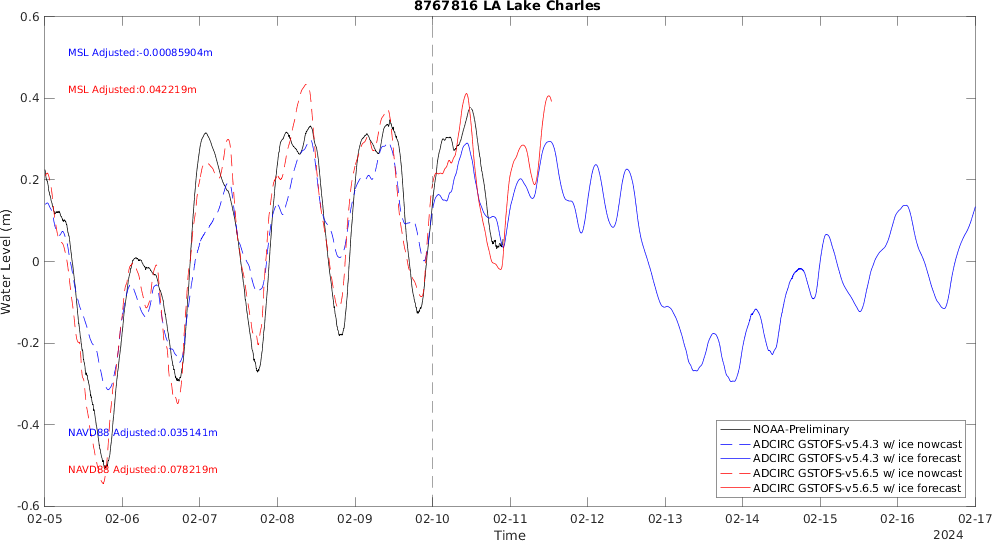 8767816 LA Lake Charles
0.6
0.4
0.2
0
-0.2
-0.4
-0.6
Water Level (m)
MSL Adjusted:-0.00085904m
MSL Adjusted:0.042219m
NAVD88 Adjusted:0.035141m
NAVD88 Adjusted:0.078219m
NOAA-Preliminary
ADCIRC GSTOFS-v5.4.3 w/ ice nowcast
ADCIRC GSTOFS-v5.4.3 w/ ice forecast
ADCIRC GSTOFS-v5.6.5 w/ ice nowcast
ADCIRC GSTOFS-v5.6.5 w/ ice forecast
02-05 02-06 02-07 02-08 02-09 02-10 02-11 02-12 02-13 02-14 02-15 02-16 02-17
Time
2024